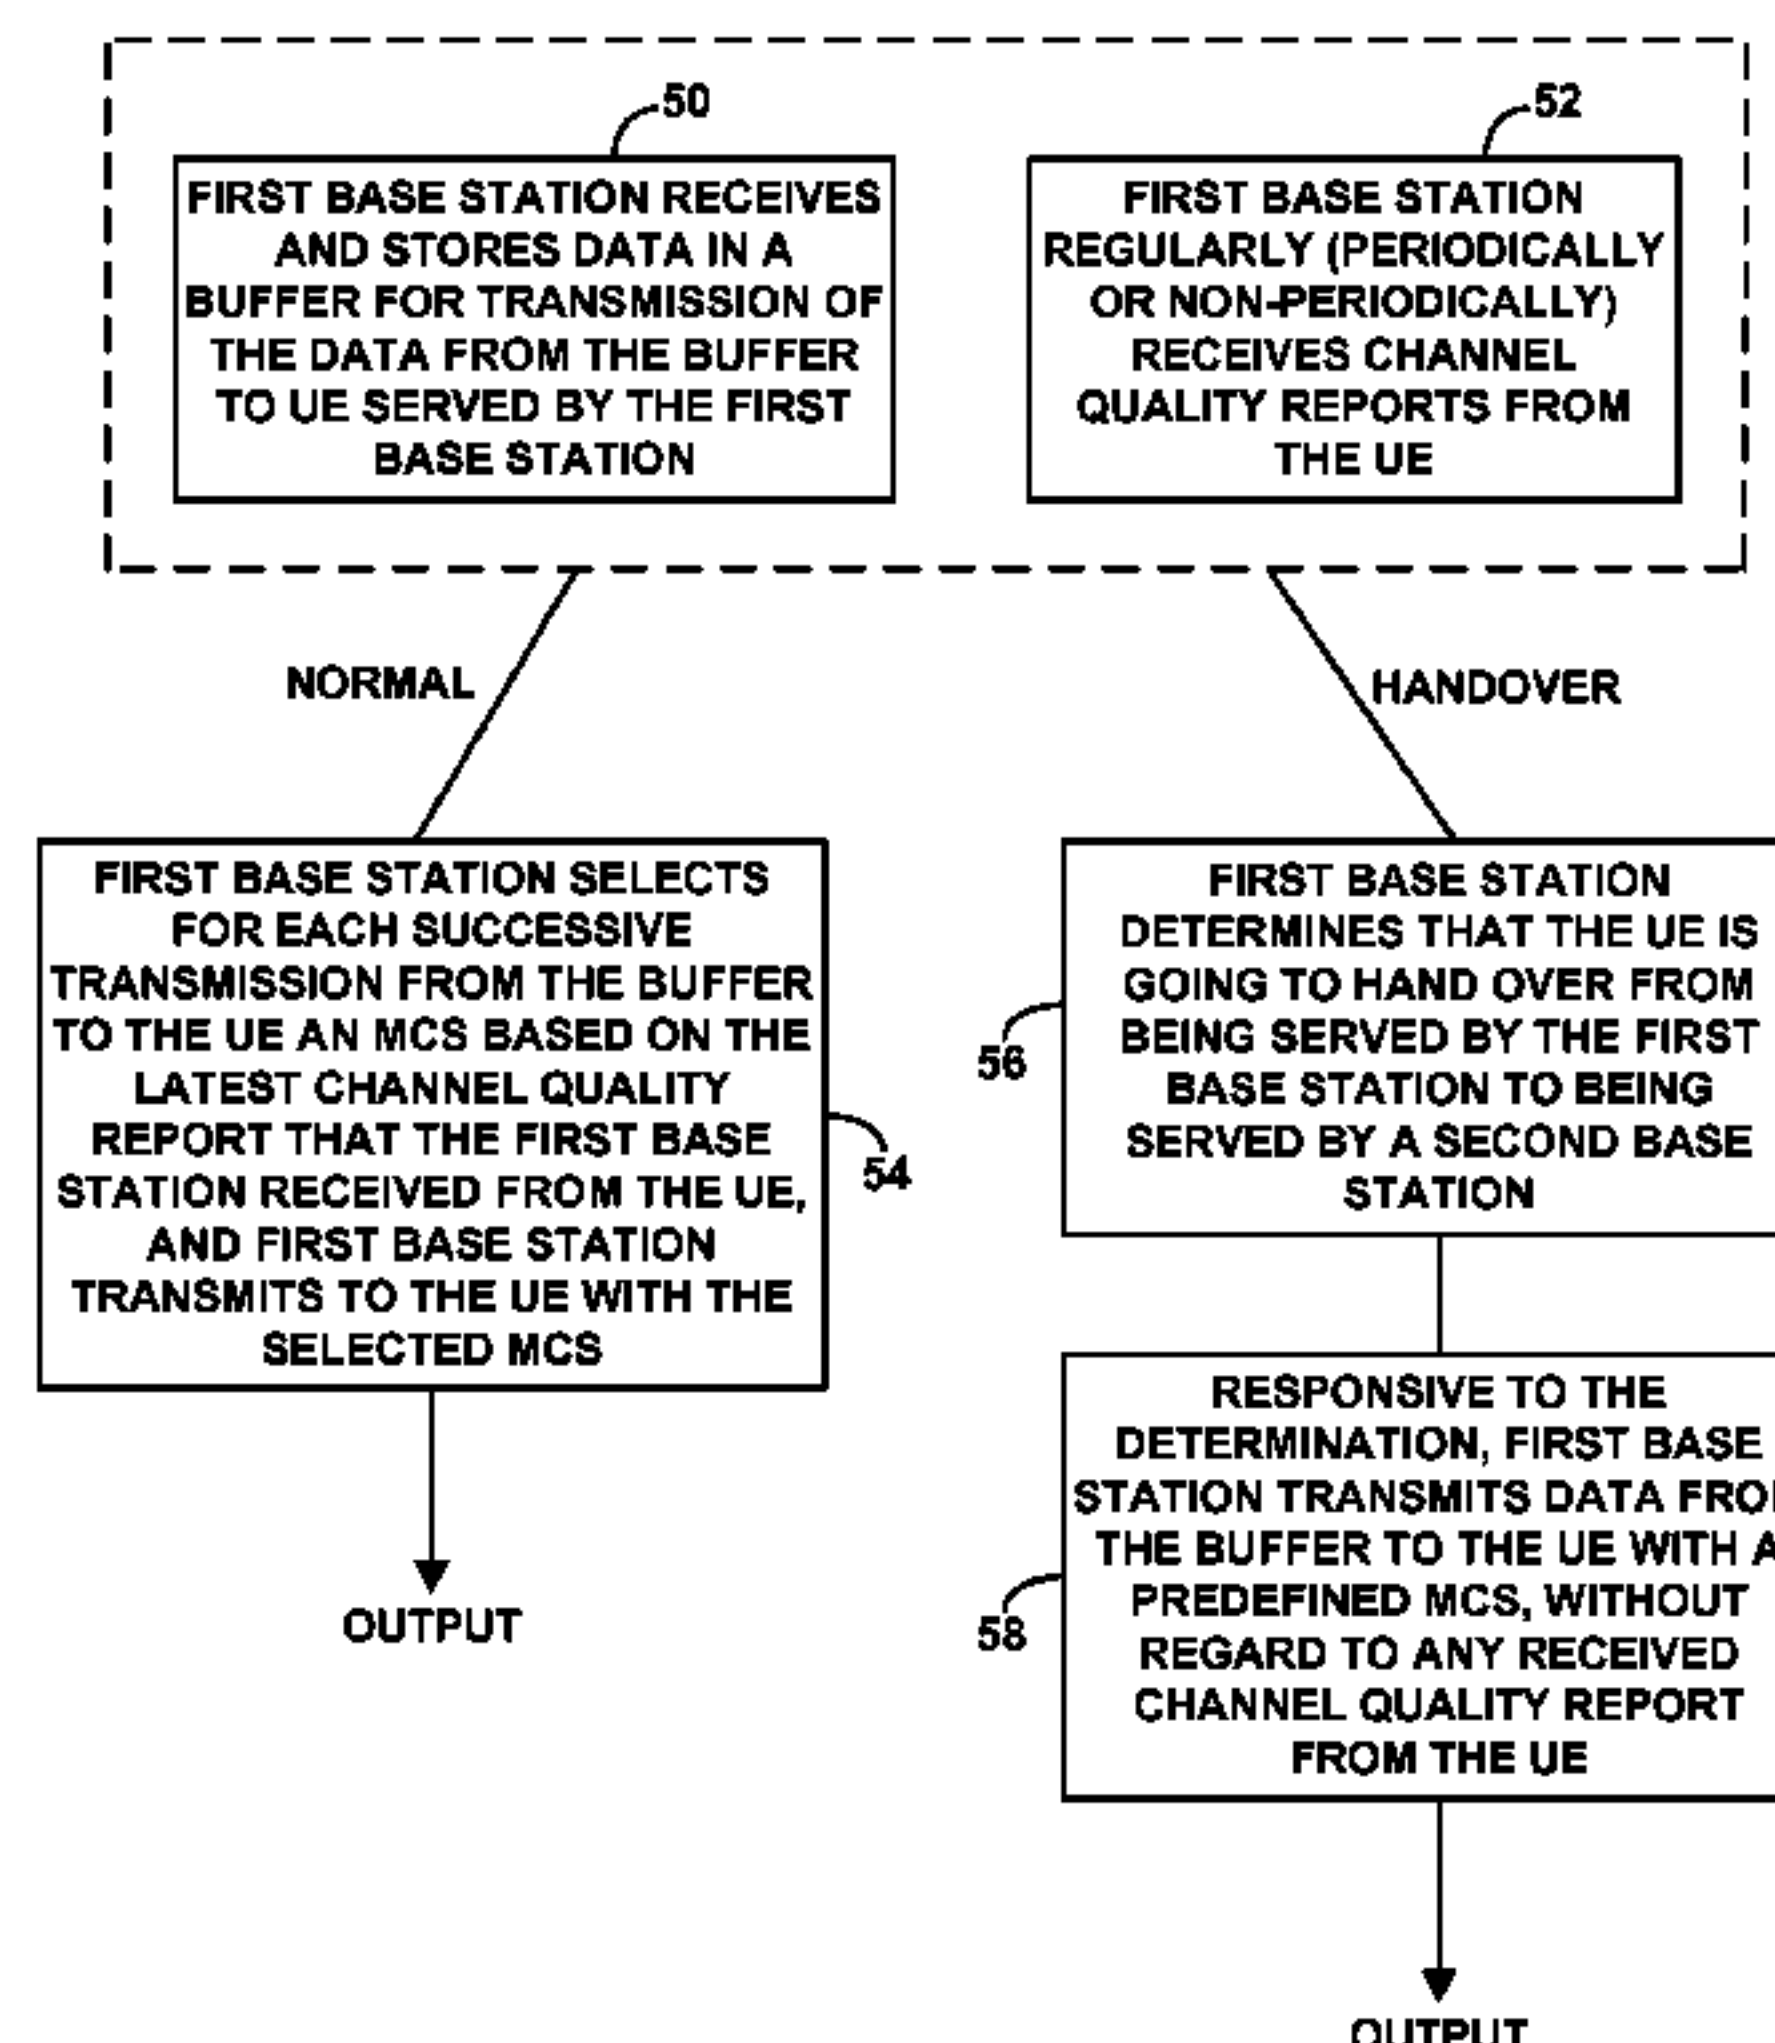 50
FIRST BASE STATION RECEIVES
AND STORES DATA IN A
BUFFER FOR TRANSMISSION OF
THE DATA FROM THE BUFFER
TO UE SERVED BY THE FIRST
BASE STATION
52
FIRST BASE STATION
REGULARLY (PERIODICALLY
OR NON-PERIODICALLY)
RECEIVES CHANNEL
QUALITY REPORTS FROM
THE UE
NORMAL
HANDOVER
FIRST BASE STATION SELECTS
FOR EACH SUCCESSIVE
TRANSMISSION FROM THE BUFFER
TO THE UE AN MCS BASED ON THE
LATEST CHANNEL QUALITY
REPORT THAT THE FIRST BASE
STATION RECEIVED FROM THE UE,
AND FIRST BASE STATION
TRANSMITS TO THE UE WITH THE
SELECTED MCS
54
OUTPUT
FIRST BASE STATION
DETERMINES THAT THE UE IS
GOING TO HAND OVER FROM
BEING SERVED BY THE FIRST
BASE STATION TO BEING
SERVED BY A SECOND BASE
STATION
56
RESPONSIVE TO THE
DETERMINATION, FIRST BASE
STATION TRANSMITS DATA FROM
THE BUFFER TO THE UE WITH A
PREDEFINED MCS, WITHOUT
REGARD TO ANY RECEIVED
CHANNEL QUALITY REPORT
FROM THE UE
58
OUTPUT